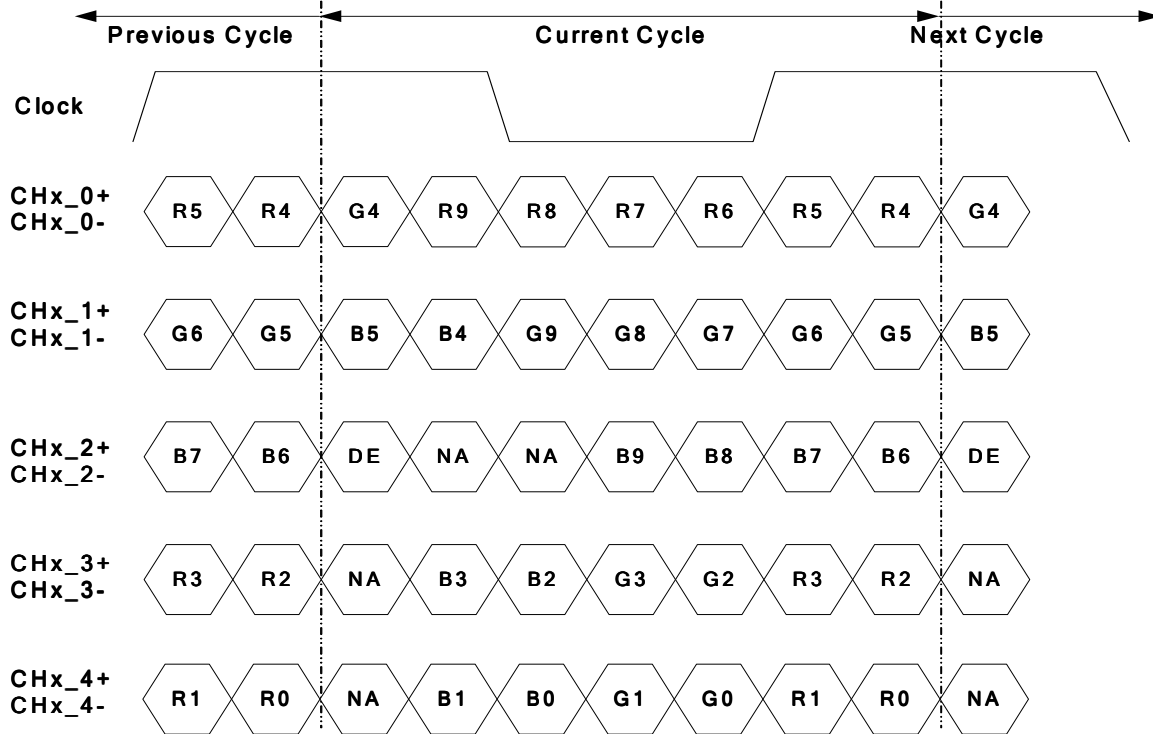 Previous Cycle Current Cycle Next Cycle
Clock
CHx_0+
CHx_0-
R5 R4 G4 R9 R8 R7 R6 R5 R4 G4
CHx_1+
CHx_1-
G6 G5 B5 B4 G9 G8 G7 G6 G5 B5
CHx_2+
CHx_2-
B7 B6 DE NA NA B9 B8 B7 B6 DE
CHx_3+
CHx_3-
R3 R2 NA B3 B2 G3 G2 R3 R2 NA
CHx_4+
CHx_4-
R1 R0 NA B1 B0 G1 G0 R1 R0 NA